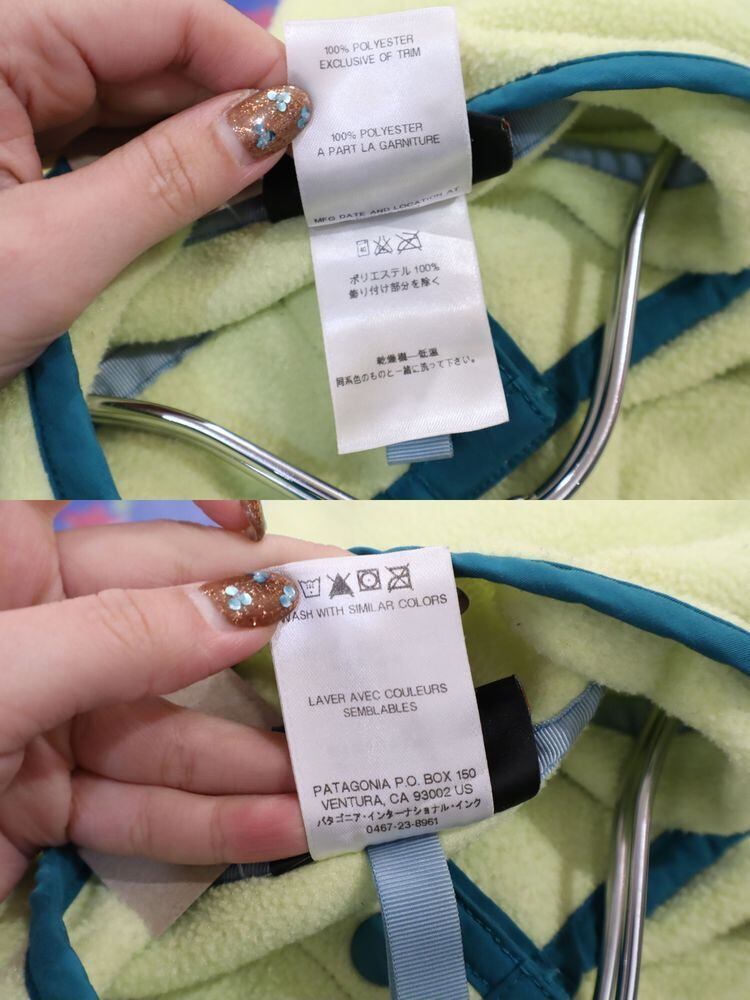 100% POLYESTER
EXCLUSIVE OF TRIM
100% POLYESTER
A PART LA GARNITURE
MFG DATE AND LOCATION AT
40
ポリエステル 100%
飾り付け部分を除く
乾燥機—低温
同系色のものと一緒に洗って下さい。
WASH WITH SIMILAR COLORS
LAVER AVEC COULEURS
SEMBLABLES
PATAGONIA P.O. BOX 150
VENTURA, CA 93002 US
パタゴニア・インターナショナル・インク
0467-23-8961